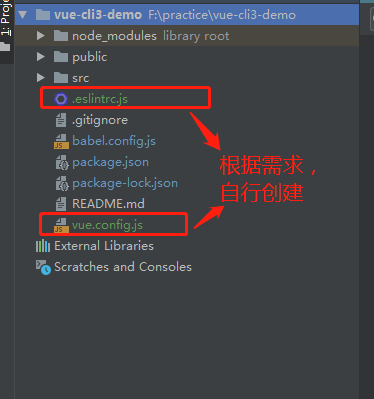 1: Proje
vue-cli3-demo F:\practice\vue-cli3-demo
node_modules library root
public
src
.eslintrc.js
.gitignore
babel.config.js
package.json
package-lock.json
README.md
vue.config.js
External Libraries
Scratches and Consoles
根据需求，
自行创建